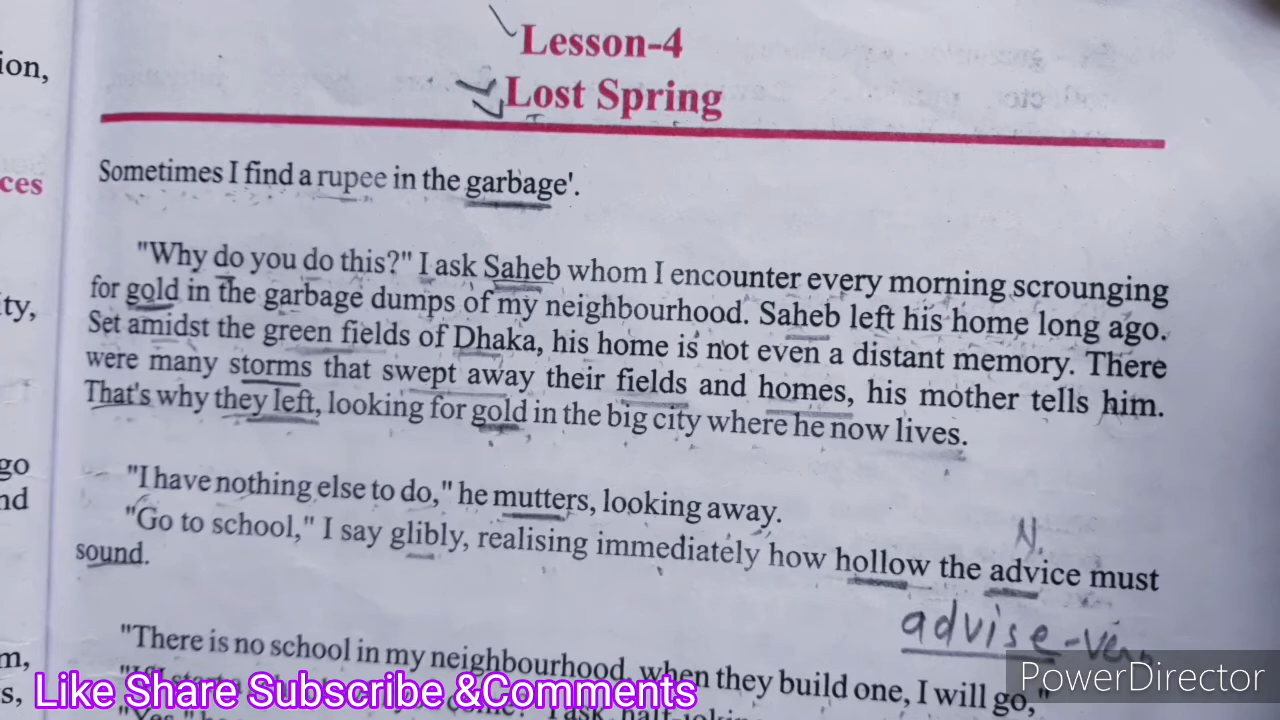 Lesson-4
Lost Spring
Sometimes I find a rupee in the garbage'.
"Why do you do this?" I ask Saheb whom I encounter every morning scrounging
for gold in the garbage dumps of my neighbourhood. Saheb left his home long ago.
Set amidst the green fields of Dhaka, his home is not even a distant memory. There
were many storms that swept away their fields and homes, his mother tells him.
That's why they left, looking for gold in the big city where he now lives.
"I have nothing else to do," he mutters, looking away.
N.
"Go to school," I say glibly, realising immediately how hollow the advice must
sound.
advise-verb
"There is no school in my neighbourhood, when they build one, I will go,"
ion,
ces
ty,
go
nd
m,
s,
Like Share Subscribe &Comments
PowerDirector